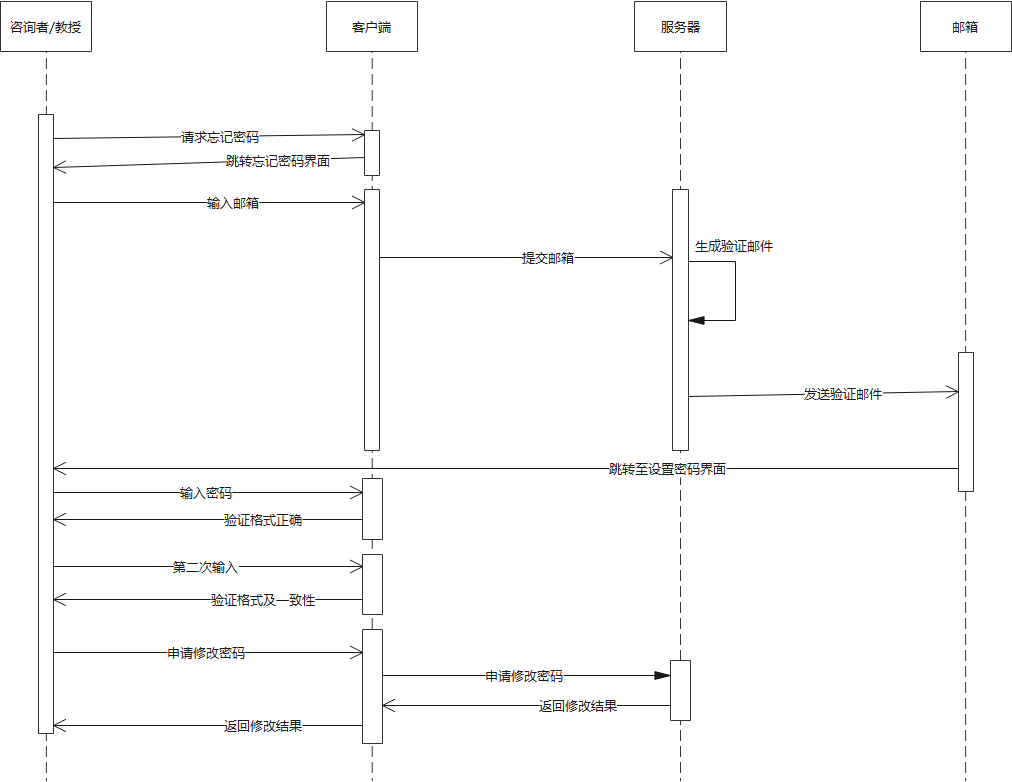 咨询者/教授
客户端
服务器
邮箱
请求忘记密码
跳转忘记密码界面
输入邮箱
生成验证邮件
提交邮箱
发送验证邮件
跳转至设置密码界面
输入密码
验证格式正确
第二次输入
验证格式及一致性
申请修改密码
申请修改密码
返回修改结果
返回修改结果